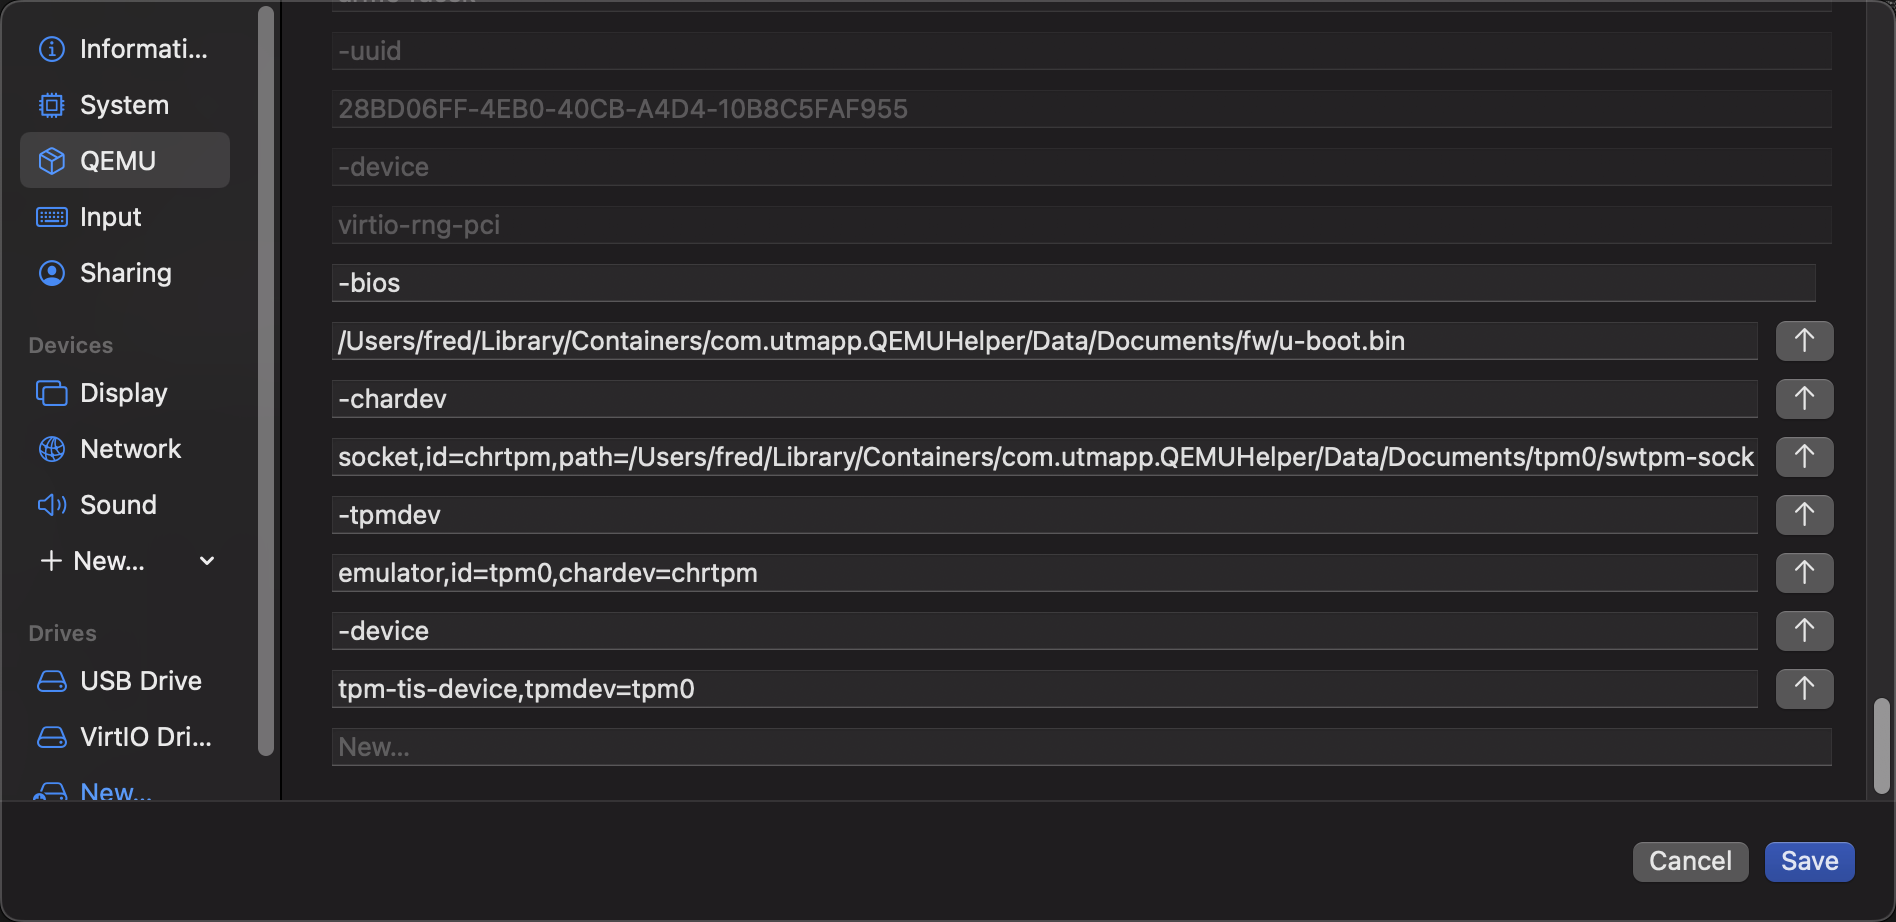 Informati...
System
QEMU
Input
Sharing
Devices
Display
Network
Sound
New...
Drives
USB Drive
VirtIO Dri...
New...
-uuid
28BD06FF-4EB0-40CB-A4D4-10B8C5FAF955
-device
virtio-rng-pci
-bios
/Users/fred/Library/Containers/com.utmapp.QEMUHelper/Data/Documents/fw/u-boot.bin
-chardev
socket,id=chrtpm,path=/Users/fred/Library/Containers/com.utmapp.QEMUHelper/Data/Documents/tpm0/swtpm-sock
-tpmdev
emulator,id=tpm0,chardev=chrtpm
-device
tpm-tis-device,tpmdev=tpm0
New...
Cancel
Save